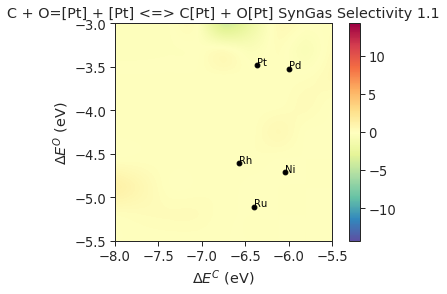 C + O=[Pt] + [Pt] <=> C[Pt] + O[Pt] SynGas Selectivity 1.1
−3.0
−3.5
−4.0
−4.5
−5.0
−5.5
ΔE^O (eV)
Pt
Pd
Rh
Ni
Ru
−8.0 −7.5 −7.0 −6.5 −6.0 −5.5
ΔE^C (eV)
10
5
0
−5
−10